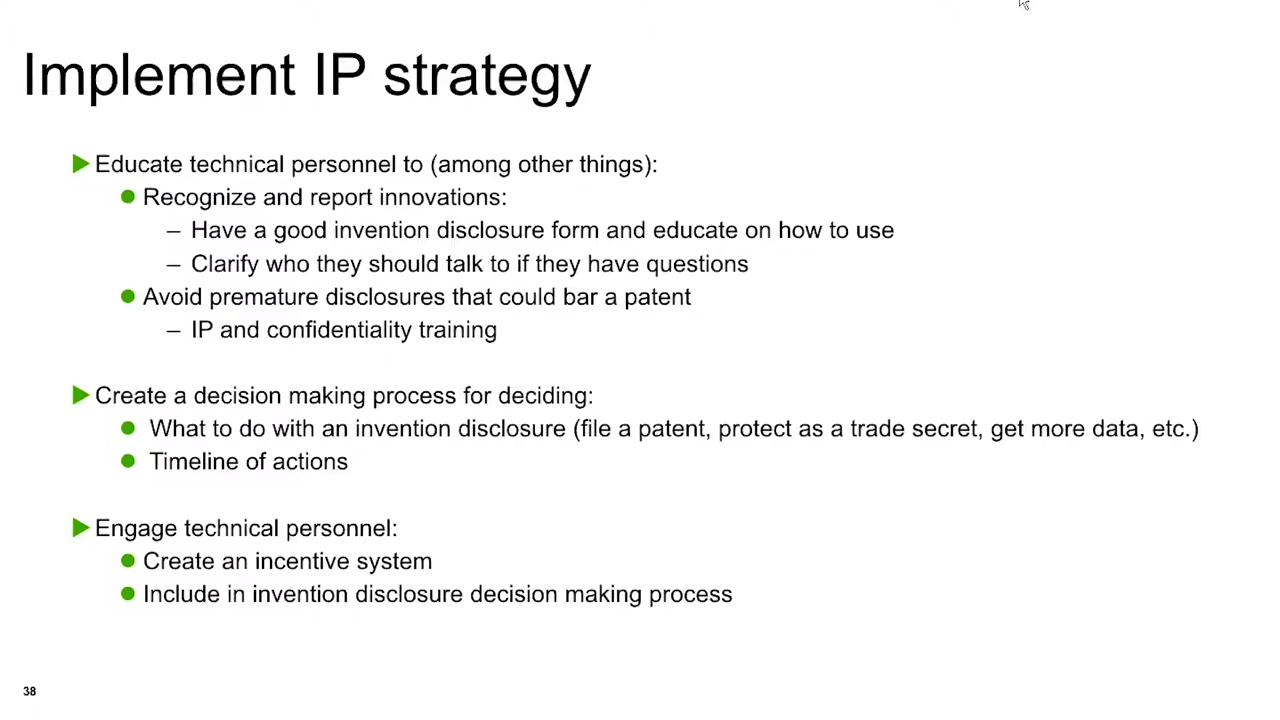 Implement IP strategy
Educate technical personnel to (among other things):
Recognize and report innovations:
– Have a good invention disclosure form and educate on how to use
– Clarify who they should talk to if they have questions
Avoid premature disclosures that could bar a patent
– IP and confidentiality training
Create a decision making process for deciding:
What to do with an invention disclosure (file a patent, protect as a trade secret, get more data, etc.)
Timeline of actions
Engage technical personnel:
Create an incentive system
Include in invention disclosure decision making process
38